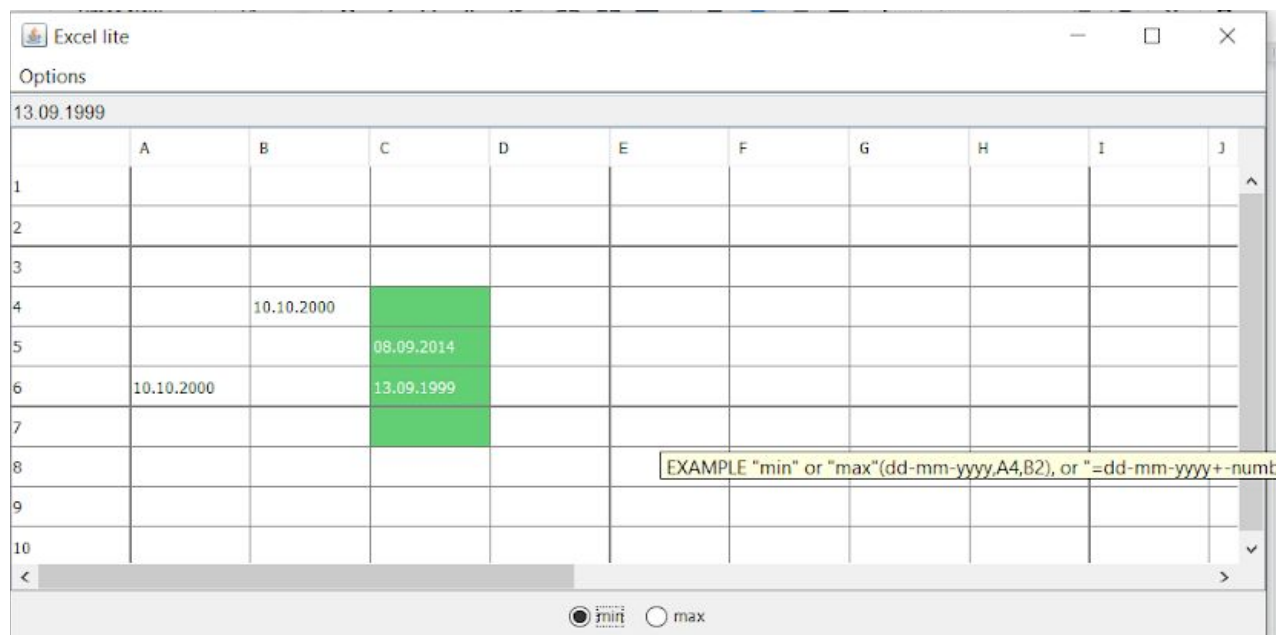 Excel lite
Options
13.09.1999
A B C D E F G H I J
1
2
3
4 10.10.2000
5 08.09.2014
6 10.10.2000 13.09.1999
7
8
EXAMPLE "min" or "max"(dd-mm-yyyy,A4,B2), or "=dd-mm-yyyy+-numb
9
10
min max